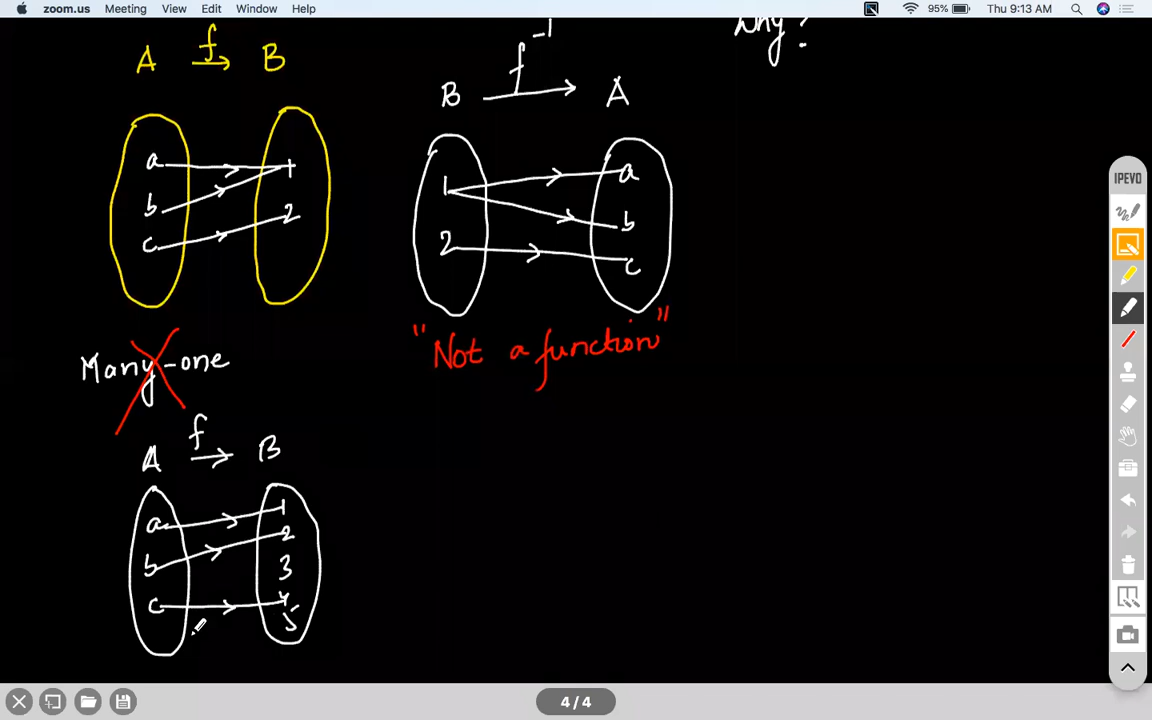 zoom.us Meeting View Edit Window Help 95% Thu 9:13 AM
why?
A f→ B
B f⁻¹→ A
a 1
b 2
c
1 a
2 b
c
"Not a function"
Many-one
A f→ B
a 1
b 2
3
c 4
5
IPEVO
4 / 4